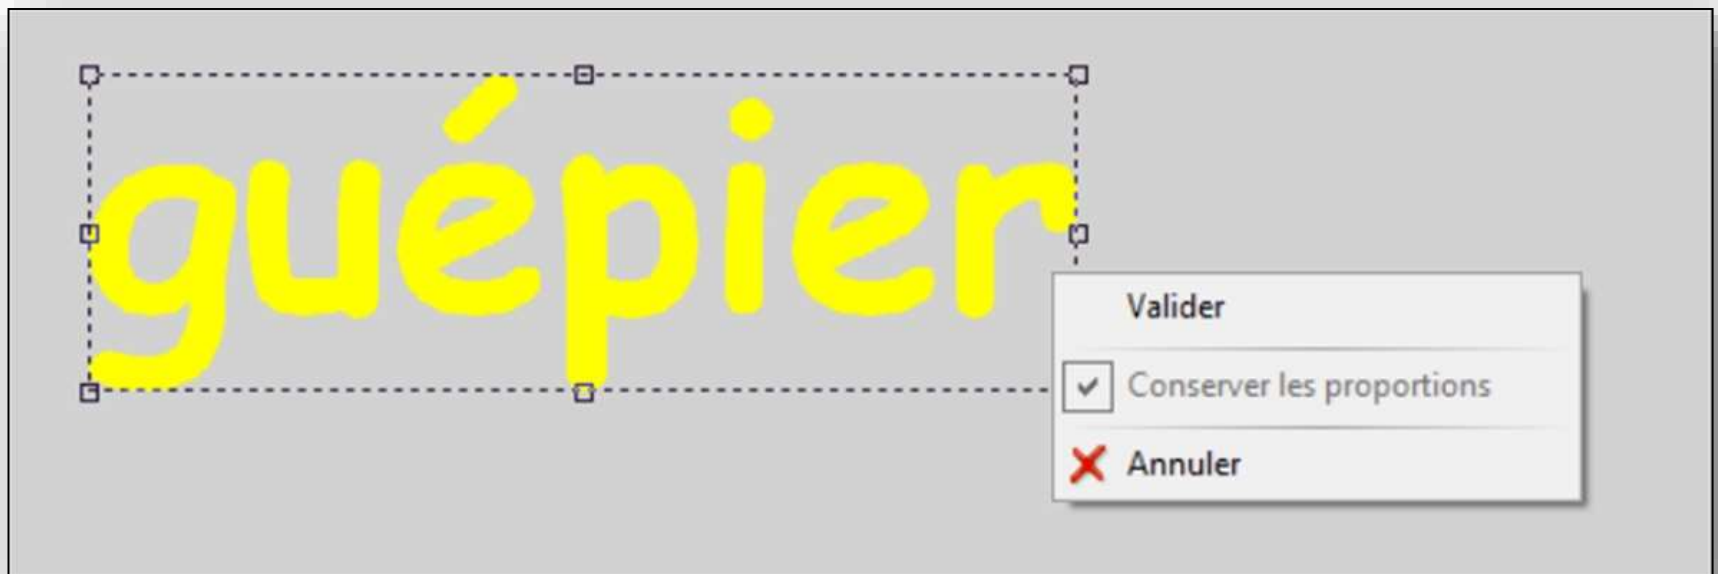 guépier
Valider
Conserver les proportions
Annuler